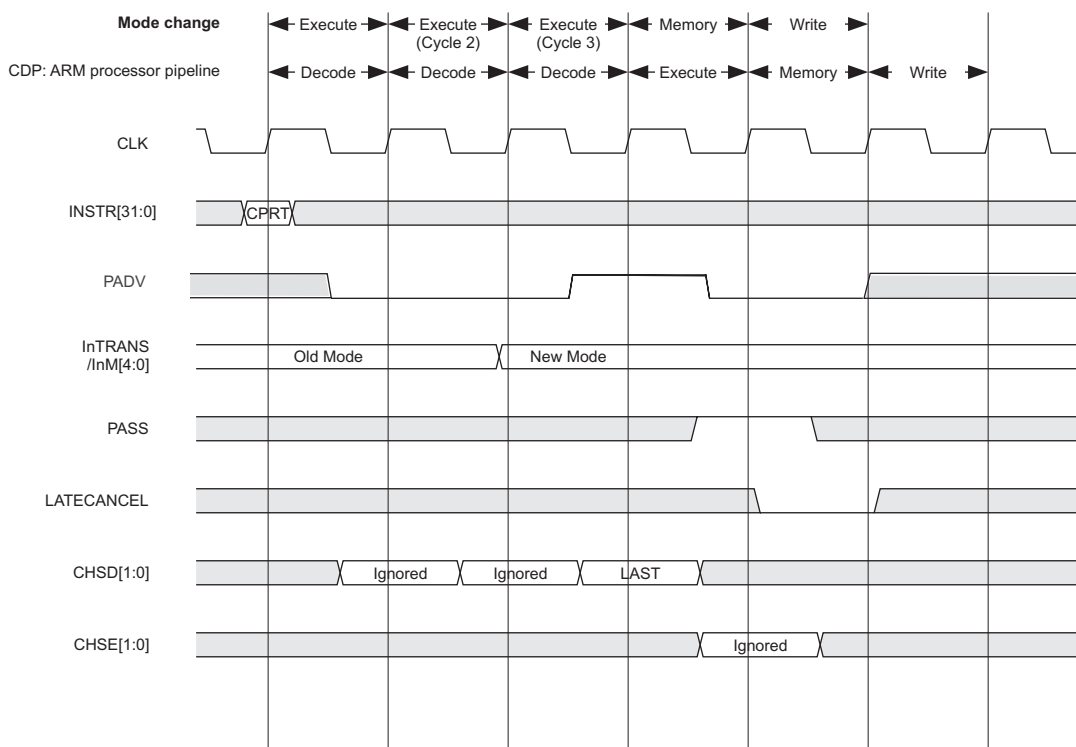 Mode change
Execute
Execute
(Cycle 2)
Execute
(Cycle 3)
Memory
Write
CDP: ARM processor pipeline
Decode
Decode
Decode
Execute
Memory
Write
CLK
INSTR[31:0]
CPRT
PADV
InTRANS
/InM[4:0]
Old Mode
New Mode
PASS
LATECANCEL
CHSD[1:0]
Ignored
Ignored
LAST
CHSE[1:0]
Ignored